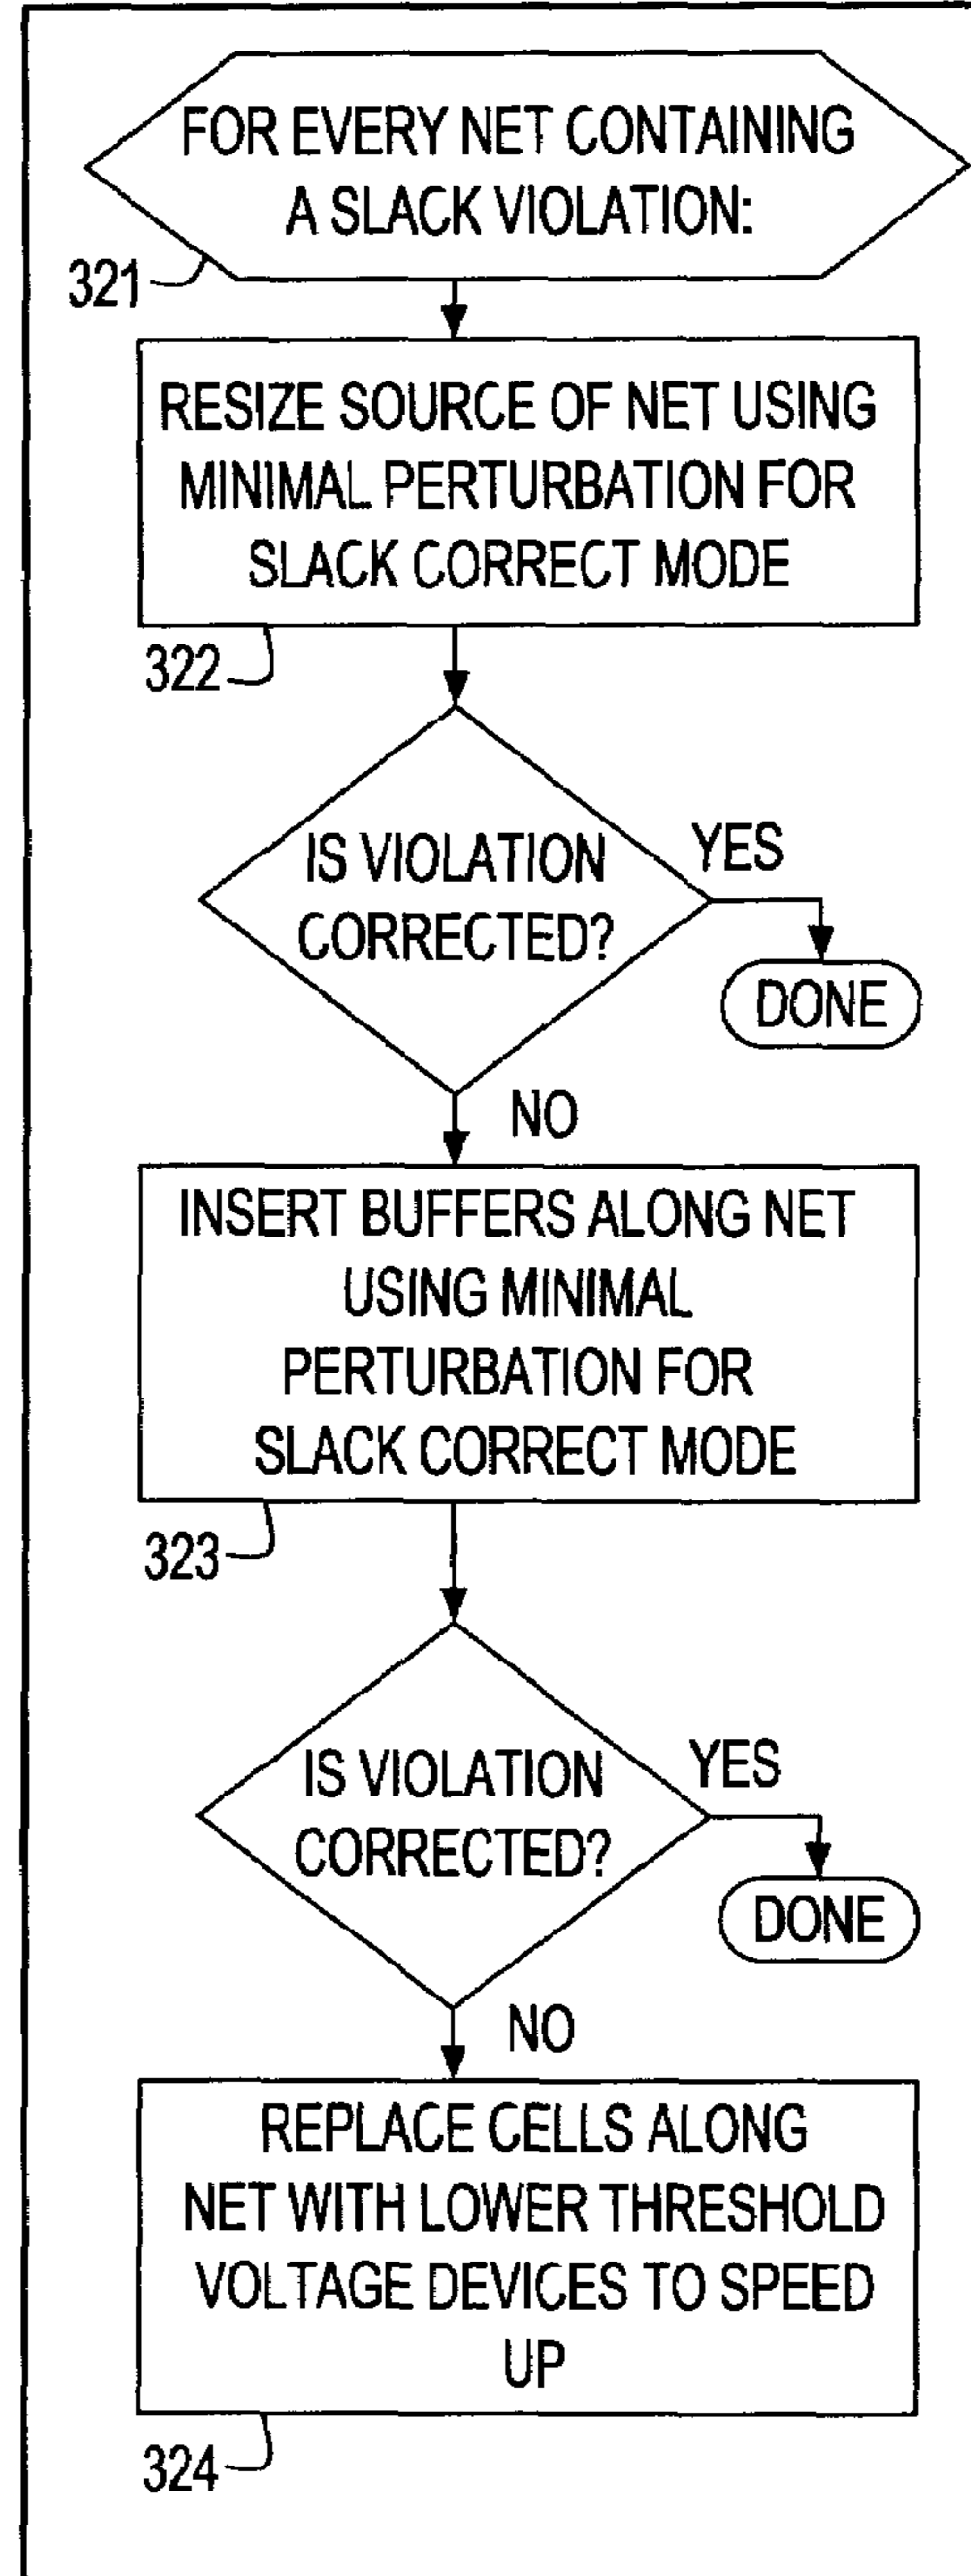 FOR EVERY NET CONTAINING
A SLACK VIOLATION:
321
RESIZE SOURCE OF NET USING
MINIMAL PERTURBATION FOR
SLACK CORRECT MODE
322
IS VIOLATION
CORRECTED?
YES
DONE
NO
INSERT BUFFERS ALONG NET
USING MINIMAL
PERTURBATION FOR
SLACK CORRECT MODE
323
IS VIOLATION
CORRECTED?
YES
DONE
NO
REPLACE CELLS ALONG
NET WITH LOWER THRESHOLD
VOLTAGE DEVICES TO SPEED
UP
324